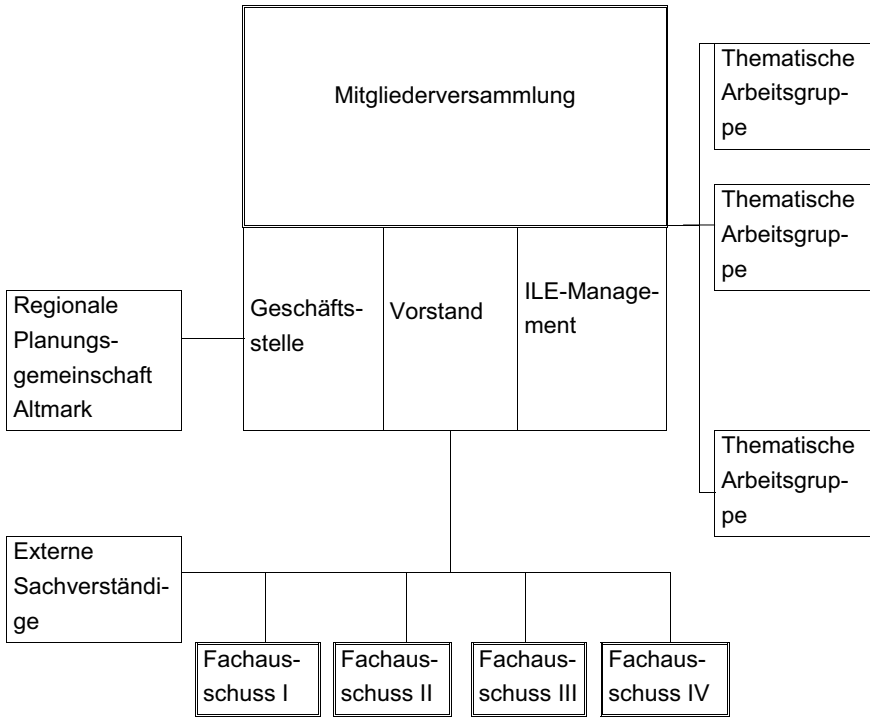 Mitgliederversammlung
Thematische
Arbeitsgrup-
pe
Thematische
Arbeitsgrup-
pe
Regionale
Planungs-
gemeinschaft
Altmark
Geschäfts-
stelle
Vorstand
ILE-Manage-
ment
Thematische
Arbeitsgrup-
pe
Externe
Sachverständi-
ge
Fachaus-
schuss I
Fachaus-
schuss II
Fachaus-
schuss III
Fachaus-
schuss IV